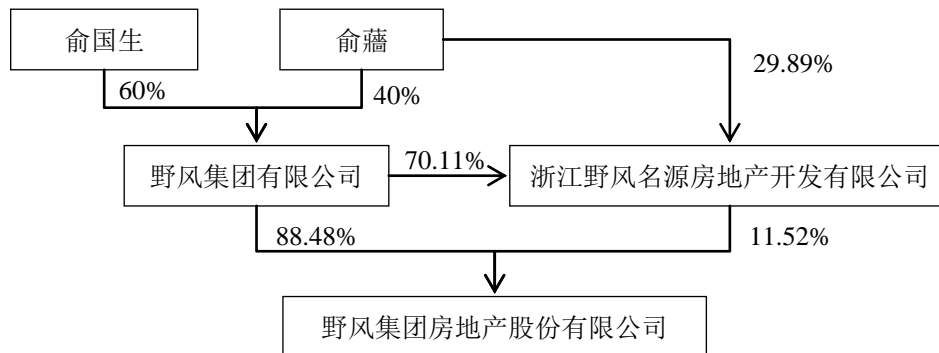 俞国生
俞蘠
29.89%
60%
40%
野风集团有限公司
70.11%
浙江野风名源房地产开发有限公司
88.48%
11.52%
野风集团房地产股份有限公司